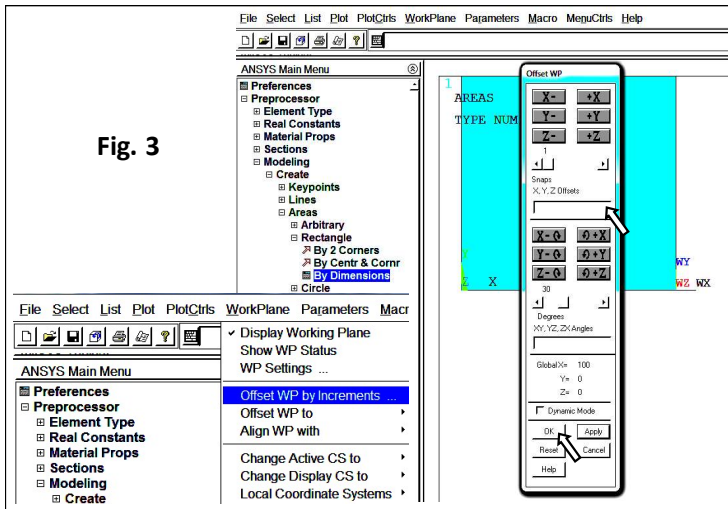 File Select List Plot PlotCtrls WorkPlane Parameters Macro MenuCtrls Help
ANSYS Main Menu
Preferences
Preprocessor
Element Type
Real Constants
Material Props
Sections
Modeling
Create
Keypoints
Lines
Areas
Arbitrary
Rectangle
By 2 Corners
By Centr & Cornr
By Dimensions
Circle
Fig. 3
1
AREAS
TYPE NUM
Y
Z X
WY
WZ WX
Offset WP
X- +X
Y- +Y
Z- +Z
1
Snaps
X, Y, Z Offsets
X- +X
Y- +Y
Z- +Z
30
Degrees
XY, YZ, ZX Angles
Global X= 100
Y= 0
Z= 0
Dynamic Mode
OK Apply
Reset Cancel
Help
File Select List Plot PlotCtrls WorkPlane Parameters Macr
Display Working Plane
Show WP Status
WP Settings ...
Offset WP by Increments ...
Offset WP to
Align WP with
Change Active CS to
Change Display CS to
Local Coordinate Systems
ANSYS Main Menu
Preferences
Preprocessor
Element Type
Real Constants
Material Props
Sections
Modeling
Create